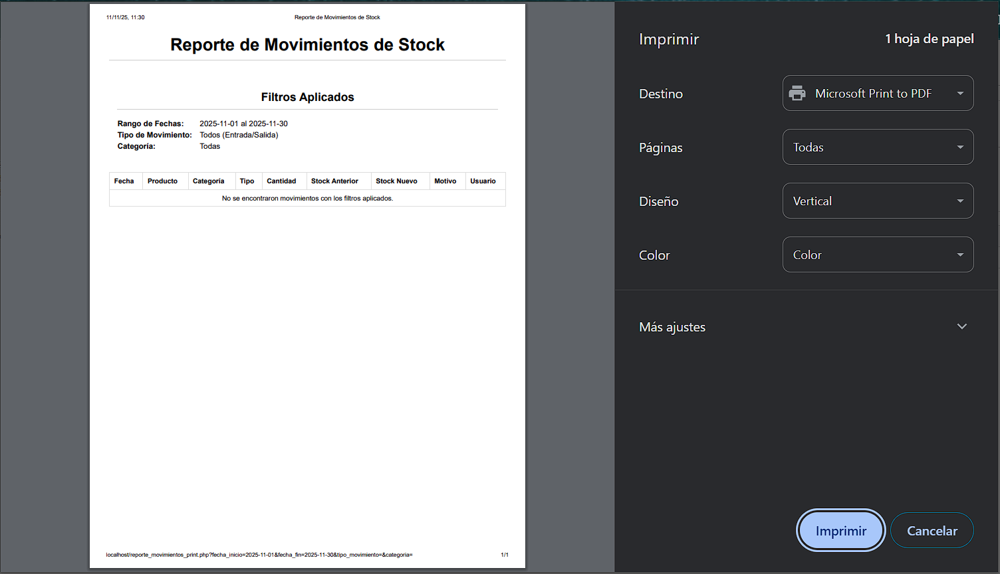 11/11/25, 11:30 Reporte de Movimientos de Stock
Reporte de Movimientos de Stock
Filtros Aplicados
Rango de Fechas: 2025-11-01 al 2025-11-30
Tipo de Movimiento: Todos (Entrada/Salida)
Categoría: Todas
Fecha Producto Categoría Tipo Cantidad Stock Anterior Stock Nuevo Motivo Usuario
No se encontraron movimientos con los filtros aplicados.
localhost/reporte_movimientos_print.php?fecha_inicio=2025-11-01&fecha_fin=2025-11-30&tipo_movimiento=&categoria= 1/1
Imprimir 1 hoja de papel
Destino Microsoft Print to PDF
Páginas Todas
Diseño Vertical
Color Color
Más ajustes
Imprimir Cancelar